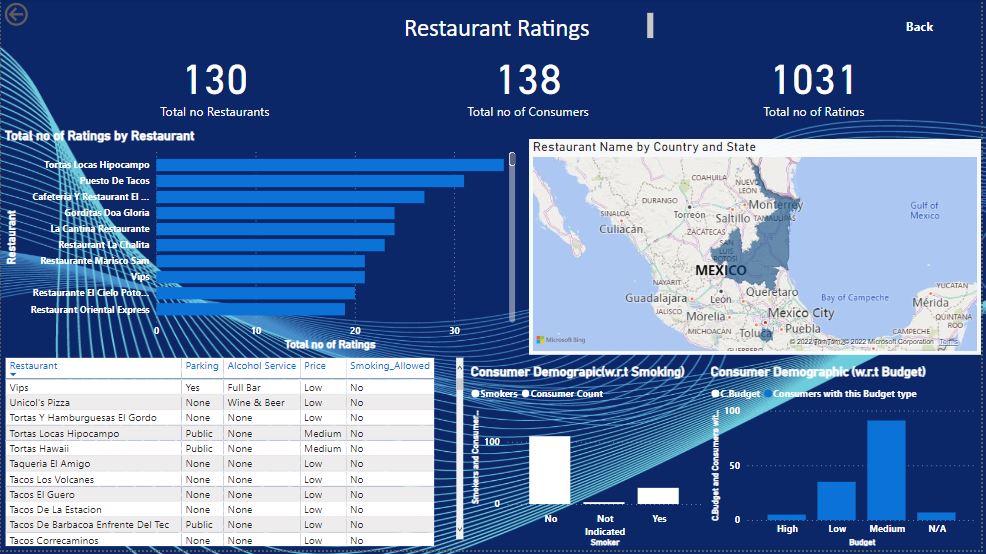 Restaurant Ratings
Back
130
Total no Restaurants
138
Total no of Consumers
1031
Total no of Ratings
Total no of Ratings by Restaurant
Restaurant
Tortas Locas Hipocampo
Puesto De Tacos
Cafeteria Y Restaurant El ...
Gorditas Doa Gloria
La Cantina Restaurante
Restaurant La Chalita
Restaurante Marisco Sam
Vips
Restaurante El Cielo Poto...
Restaurant Oriental Express
0 10 20 30
Total no of Ratings
Restaurant Name by Country and State
COAHUILA
NUEVO LEÓN
Monterrey
DURANGO
Torreón
Saltillo
TAMAULIPAS
SINALOA
Culiacán
ZACATECAS
SAN LUIS POTOSÍ
Gulf of Mexico
MEXICO
NAYARIT
Guadalajara
León
Querétaro
Bay of Campeche
YUCATAN
Mérida
Morelia
Mexico City
QUINTANA ROO
MICHOACÁN
Toluca
Puebla
CAMPECHE
GUERRERO
Microsoft Bing
© 2022 TomTom, © 2022 Microsoft Corporation Terms
Restaurant Parking Alcohol Service Price Smoking_Allowed
Vips Yes Full Bar Low No
Unicol's Pizza None Wine & Beer Low No
Tortas Y Hamburguesas El Gordo None None Low No
Tortas Locas Hipocampo Public None Medium No
Tortas Hawaii Public None Medium No
Taqueria El Amigo None None Low No
Tacos Los Volcanes None None Low No
Tacos El Guero None None Low No
Tacos De La Estacion None None Low No
Tacos De Barbacoa Enfrente Del Tec Public None Low No
Tacos Correcaminos None None Low No
Consumer Demograpic(w.r.t Smoking)
Smokers Consumer Count
Smokers and Consumer...
100
0
No Not Indicated Yes
Smoker
Consumer Demographic (w.r.t Budget)
C.Budget Consumers with this Budget type
C.Budget and Consumers wit...
100
50
0
High Low Medium N/A
Budget